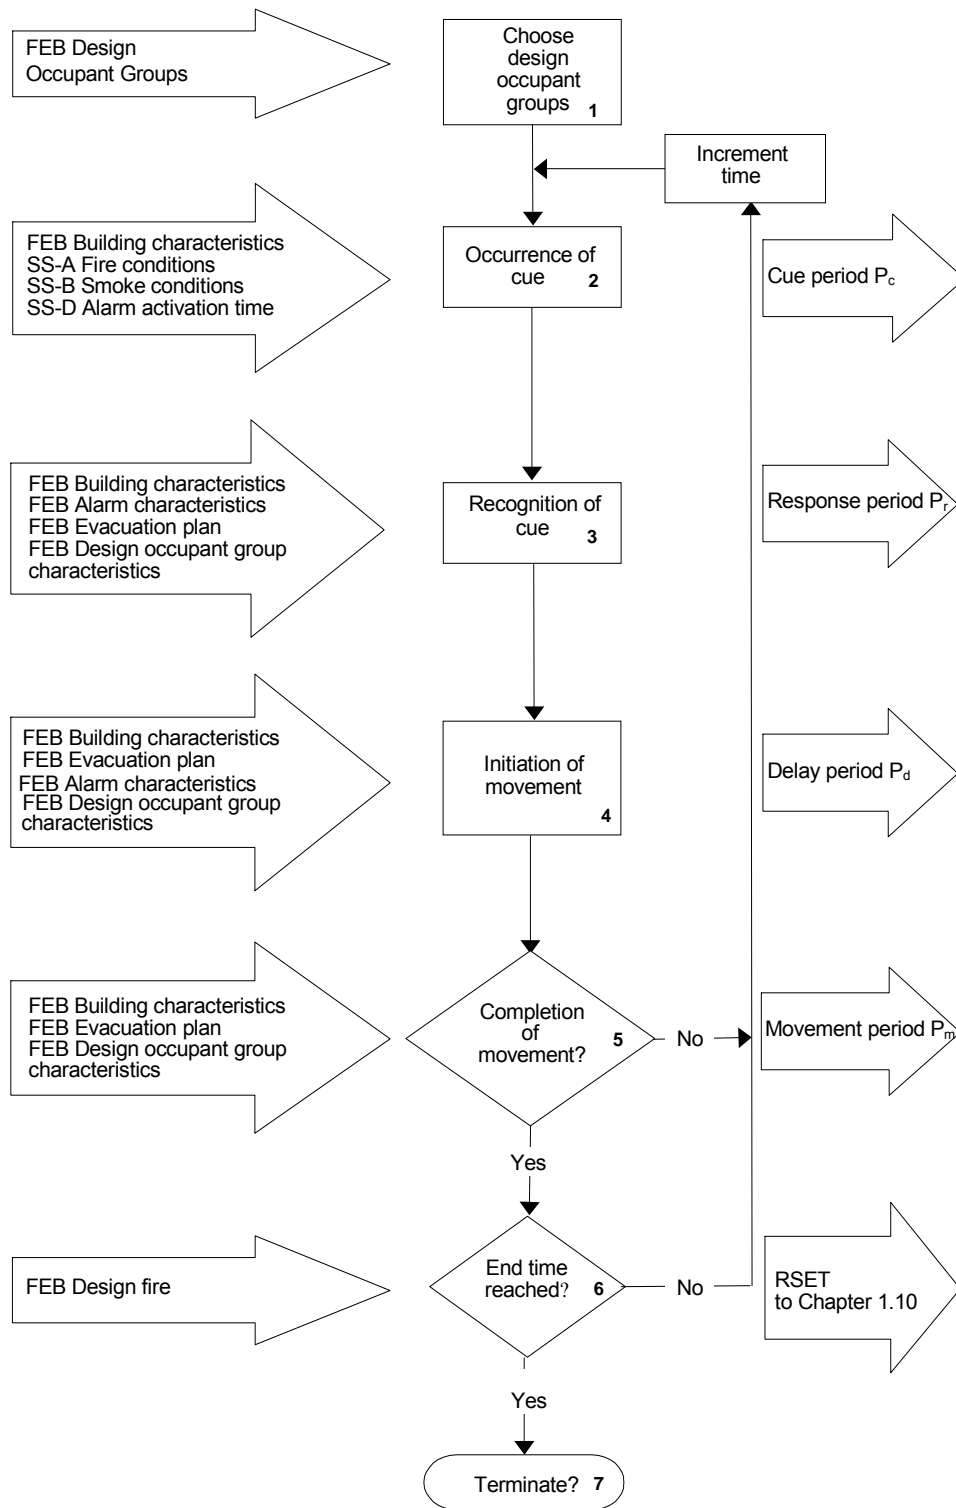 FEB Design
Occupant Groups
Choose
design
occupant
groups 1
Increment
time
FEB Building characteristics
SS-A Fire conditions
SS-B Smoke conditions
SS-D Alarm activation time
Occurrence of
cue 2
Cue period Pc
FEB Building characteristics
FEB Alarm characteristics
FEB Evacuation plan
FEB Design occupant group
characteristics
Recognition of
cue 3
Response period Pr
FEB Building characteristics
FEB Evacuation plan
FEB Alarm characteristics
FEB Design occupant group
characteristics
Initiation of
movement
4
Delay period Pd
FEB Building characteristics
FEB Evacuation plan
FEB Design occupant group
characteristics
Completion
of
movement? 5
No
Movement period Pm
Yes
FEB Design fire
End time
reached? 6
No
RSET
to Chapter 1.10
Yes
Terminate? 7